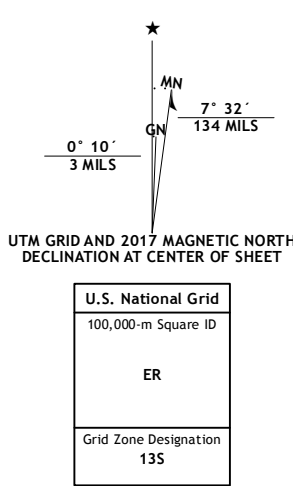 ★
MN
GN
7° 32´
134 MILS
0° 10´
3 MILS
UTM GRID AND 2017 MAGNETIC NORTH
DECLINATION AT CENTER OF SHEET
U.S. National Grid
100,000-m Square ID
ER
Grid Zone Designation
13S